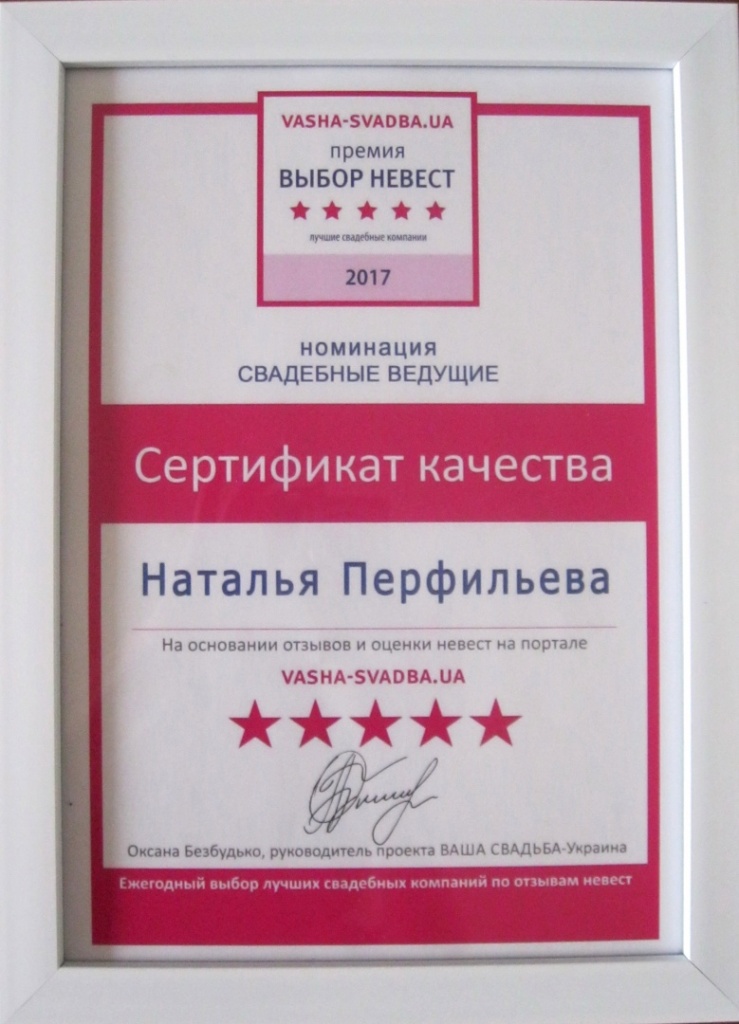 VASHA-SVADBA.UA
премия
ВЫБОР НЕВЕСТ
лучшие свадебные компании
2017
номинация
СВАДЕБНЫЕ ВЕДУЩИЕ
Сертификат качества
Наталья Перфильева
На основании отзывов и оценки невест на портале
VASHA-SVADBA.UA
Оксана Безбудько, руководитель проекта ВАША СВАДЬБА-Украина
Ежегодный выбор лучших свадебных компаний по отзывам невест